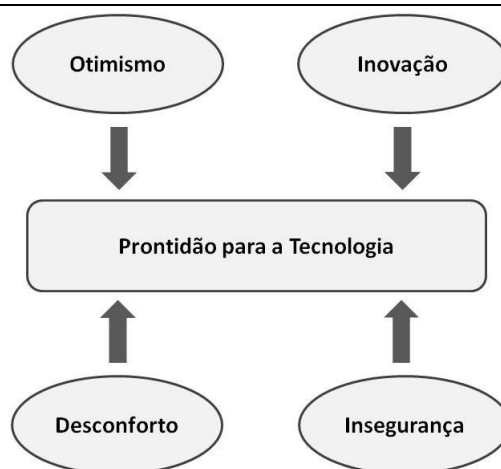 Otimismo
Inovação
Prontidão para a Tecnologia
Desconforto
Insegurança